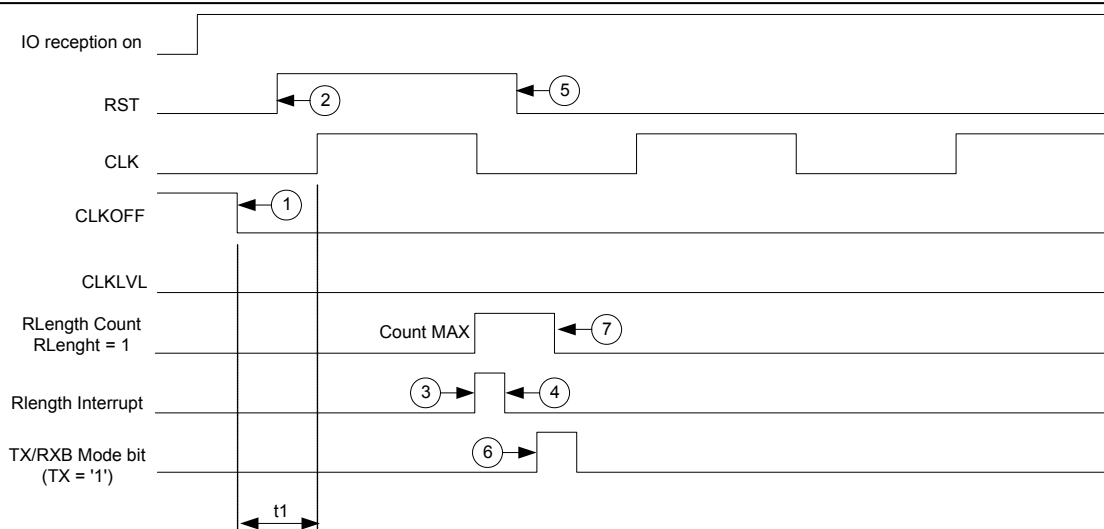 IO reception on
RST
2
5
CLK
CLKOFF
1
CLKLVL
RLength Count
RLenght = 1
Count MAX
7
Rlength Interrupt
3
4
TX/RXB Mode bit
(TX = '1')
6
t1